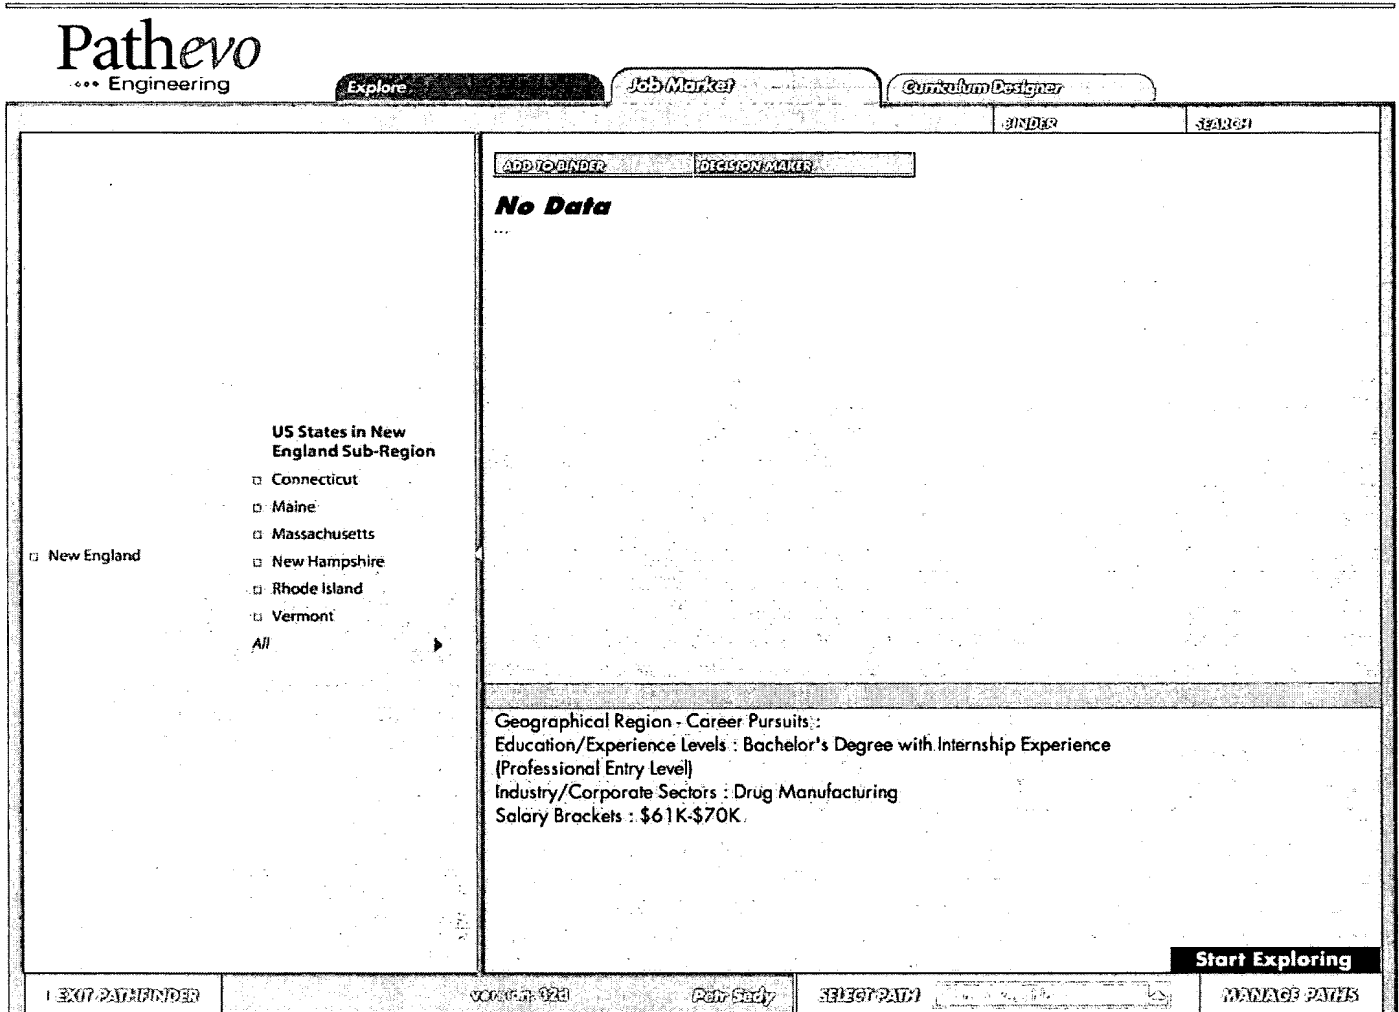 Pathevo
Engineering
Explore
Job Market
Curriculum Designer
BINDER
SEARCH
ADD TO BINDER
DECISION MAKER
No Data
...
US States in New
England Sub-Region
Connecticut
Maine
Massachusetts
New England
New Hampshire
Rhode Island
Vermont
All
Geographical Region - Career Pursuits :
Education/Experience Levels : Bachelor's Degree with Internship Experience
(Professional Entry Level)
Industry/Corporate Sectors : Drug Manufacturing
Salary Brackets : $61K-$70K
Start Exploring
EXIT PATHFINDER
Petr Sedy
SELECT PATH
MANAGE PATHS